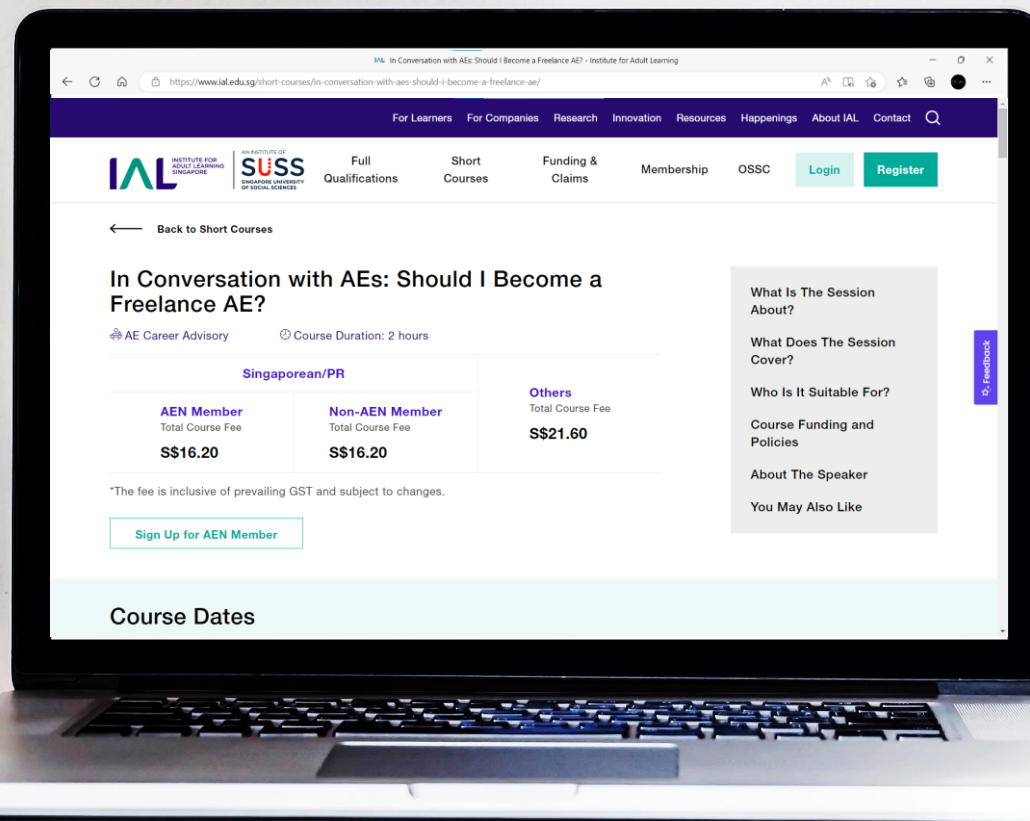 IAL In Conversation with AEs: Should I Become a Freelance AE? - Institute for Adult Learning
https://www.ial.edu.sg/short-courses/in-conversation-with-aes-should-i-become-a-freelance-ae/
For Learners For Companies Research Innovation Resources Happenings About IAL Contact
IAL
INSTITUTE FOR
ADULT LEARNING
SINGAPORE
AN INSTITUTE OF
SUSS
SINGAPORE UNIVERSITY
OF SOCIAL SCIENCES
Full
Qualifications
Short
Courses
Funding &
Claims
Membership
OSSC
Login
Register
Back to Short Courses
In Conversation with AEs: Should I Become a
Freelance AE?
AE Career Advisory
Course Duration: 2 hours
Singaporean/PR
AEN Member
Total Course Fee
S$16.20
Non-AEN Member
Total Course Fee
S$16.20
Others
Total Course Fee
S$21.60
*The fee is inclusive of prevailing GST and subject to changes.
Sign Up for AEN Member
What Is The Session
About?
What Does The Session
Cover?
Who Is It Suitable For?
Course Funding and
Policies
About The Speaker
You May Also Like
Feedback
Course Dates